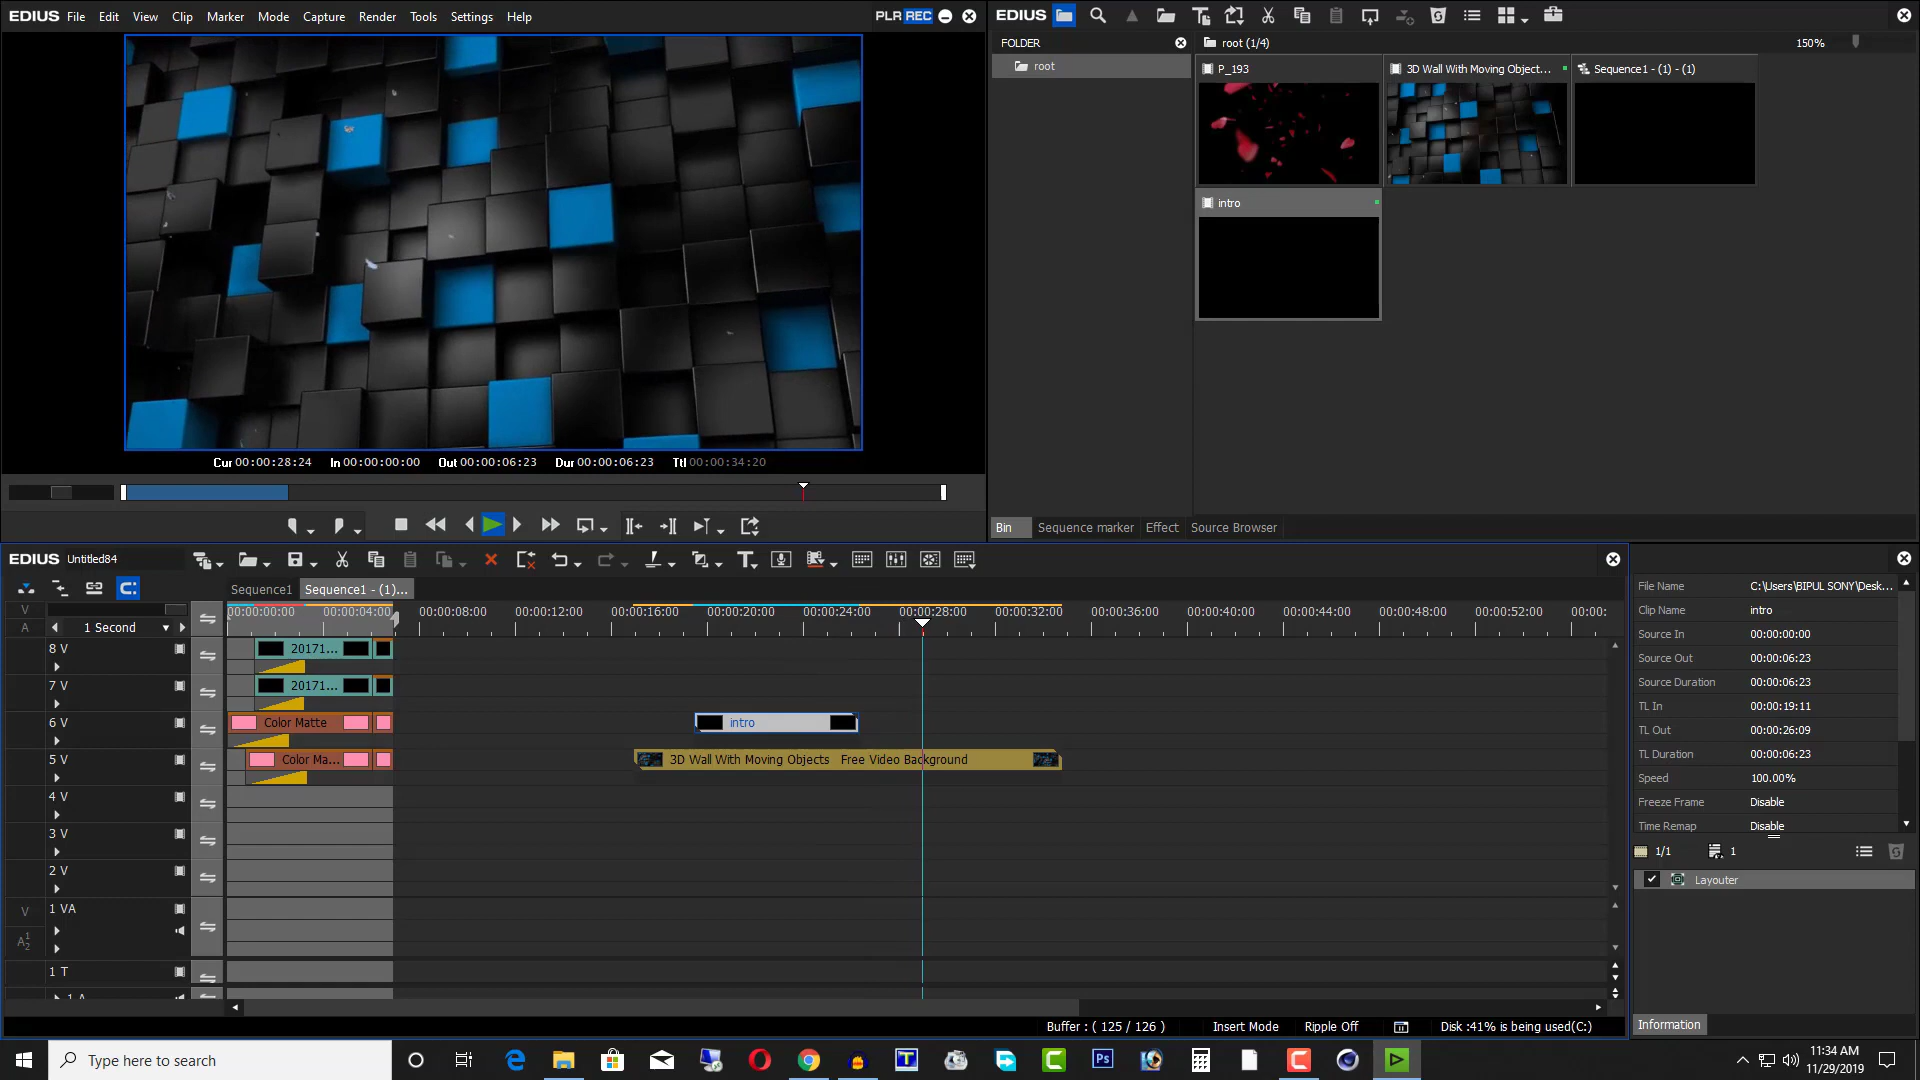 EDIUS File Edit View Clip Marker Mode Capture Render Tools Settings Help PLR REC
Cur 00:00:28:24 In 00:00:00:00 Out 00:00:06:23 Dur 00:00:06:23 Ttl 00:00:34:20
EDIUS
FOLDER
root
root (1/4) 150%
P_193
3D Wall With Moving Object...
Sequence1 - (1) - (1)
intro
Bin Sequence marker Effect Source Browser
EDIUS Untitled84
Sequence1 Sequence1 - (1)...
V
A
1 Second
00:00:00:00 00:00:04:00 00:00:08:00 00:00:12:00 00:00:16:00 00:00:20:00 00:00:24:00 00:00:28:00 00:00:32:00 00:00:36:00 00:00:40:00 00:00:44:00 00:00:48:00 00:00:52:00 00:00:
8 V 20171...
7 V 20171...
6 V Color Matte intro
5 V Color Ma... 3D Wall With Moving Objects Free Video Background
4 V
3 V
2 V
V 1 VA
A12
1 T
1 A
Buffer : ( 125 / 126 ) Insert Mode Ripple Off Disk :41% is being used(C:)
File Name C:\Users\BIPUL SONY\Desk...
Clip Name intro
Source In 00:00:00:00
Source Out 00:00:06:23
Source Duration 00:00:06:23
TL In 00:00:19:11
TL Out 00:00:26:09
TL Duration 00:00:06:23
Speed 100.00%
Freeze Frame Disable
Time Remap Disable
1/1 1
Layouter
Information
Type here to search
11:34 AM
11/29/2019